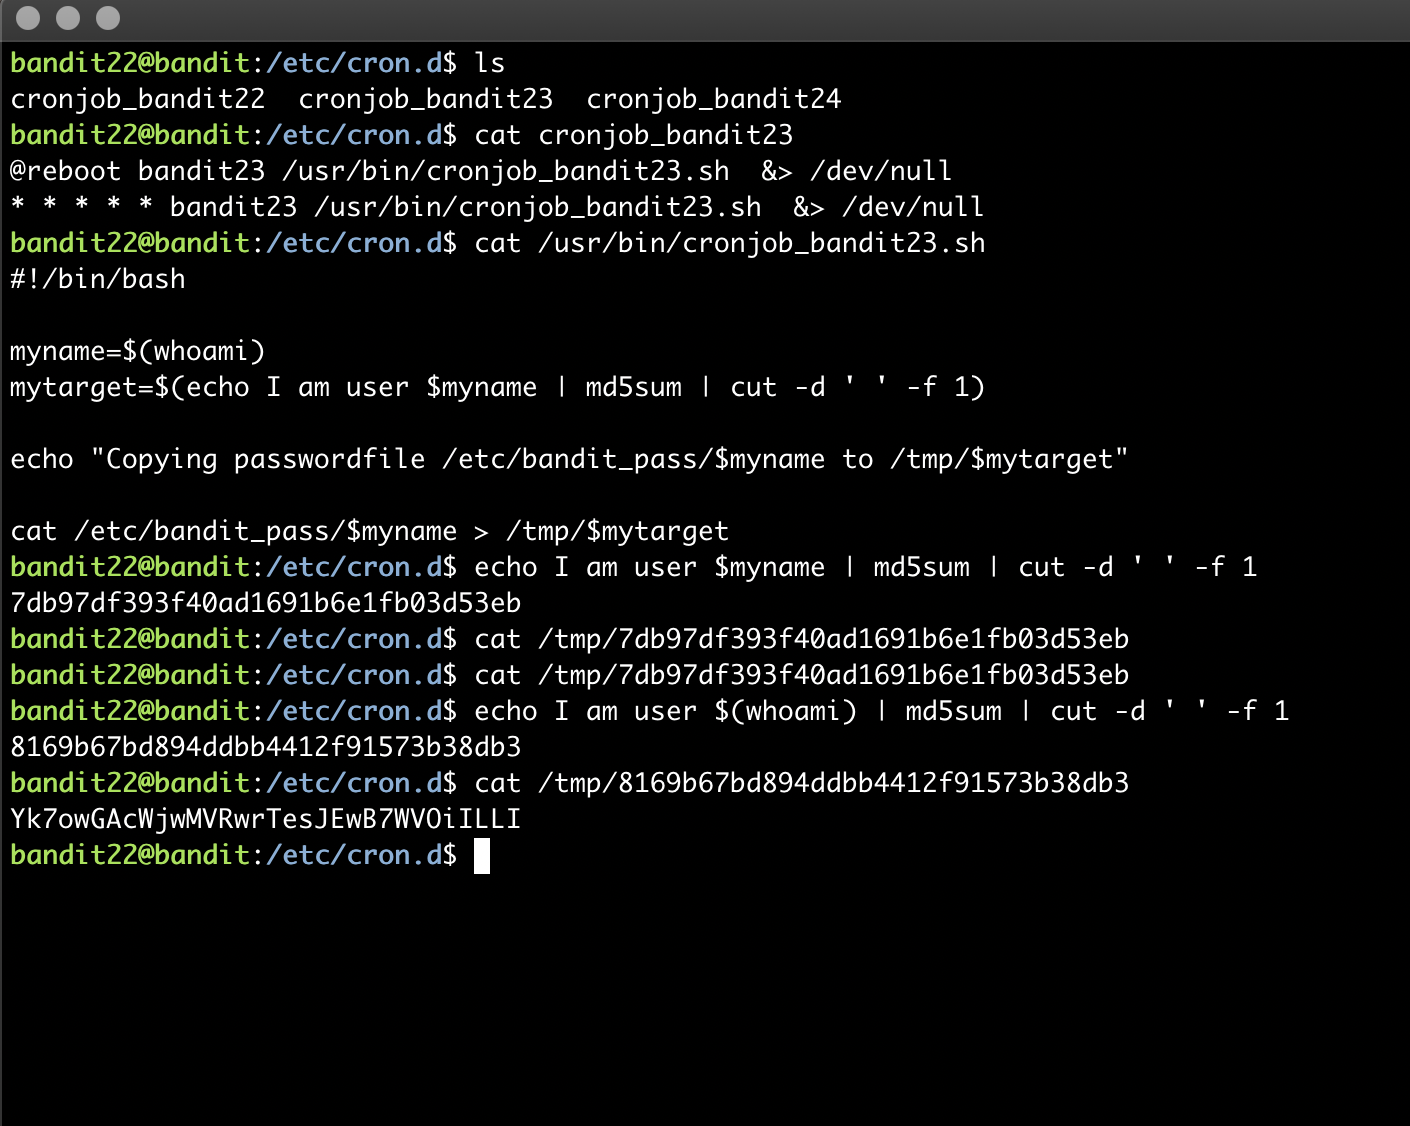 bandit22@bandit:/etc/cron.d$ ls
cronjob_bandit22  cronjob_bandit23  cronjob_bandit24
bandit22@bandit:/etc/cron.d$ cat cronjob_bandit23
@reboot bandit23 /usr/bin/cronjob_bandit23.sh  &> /dev/null
* * * * * bandit23 /usr/bin/cronjob_bandit23.sh  &> /dev/null
bandit22@bandit:/etc/cron.d$ cat /usr/bin/cronjob_bandit23.sh
#!/bin/bash

myname=$(whoami)
mytarget=$(echo I am user $myname | md5sum | cut -d ' ' -f 1)

echo "Copying passwordfile /etc/bandit_pass/$myname to /tmp/$mytarget"

cat /etc/bandit_pass/$myname > /tmp/$mytarget
bandit22@bandit:/etc/cron.d$ echo I am user $myname | md5sum | cut -d ' ' -f 1
7db97df393f40ad1691b6e1fb03d53eb
bandit22@bandit:/etc/cron.d$ cat /tmp/7db97df393f40ad1691b6e1fb03d53eb
bandit22@bandit:/etc/cron.d$ cat /tmp/7db97df393f40ad1691b6e1fb03d53eb
bandit22@bandit:/etc/cron.d$ echo I am user $(whoami) | md5sum | cut -d ' ' -f 1
8169b67bd894ddbb4412f91573b38db3
bandit22@bandit:/etc/cron.d$ cat /tmp/8169b67bd894ddbb4412f91573b38db3
Yk7owGAcWjwMVRwrTesJEwB7WVOiILLI
bandit22@bandit:/etc/cron.d$